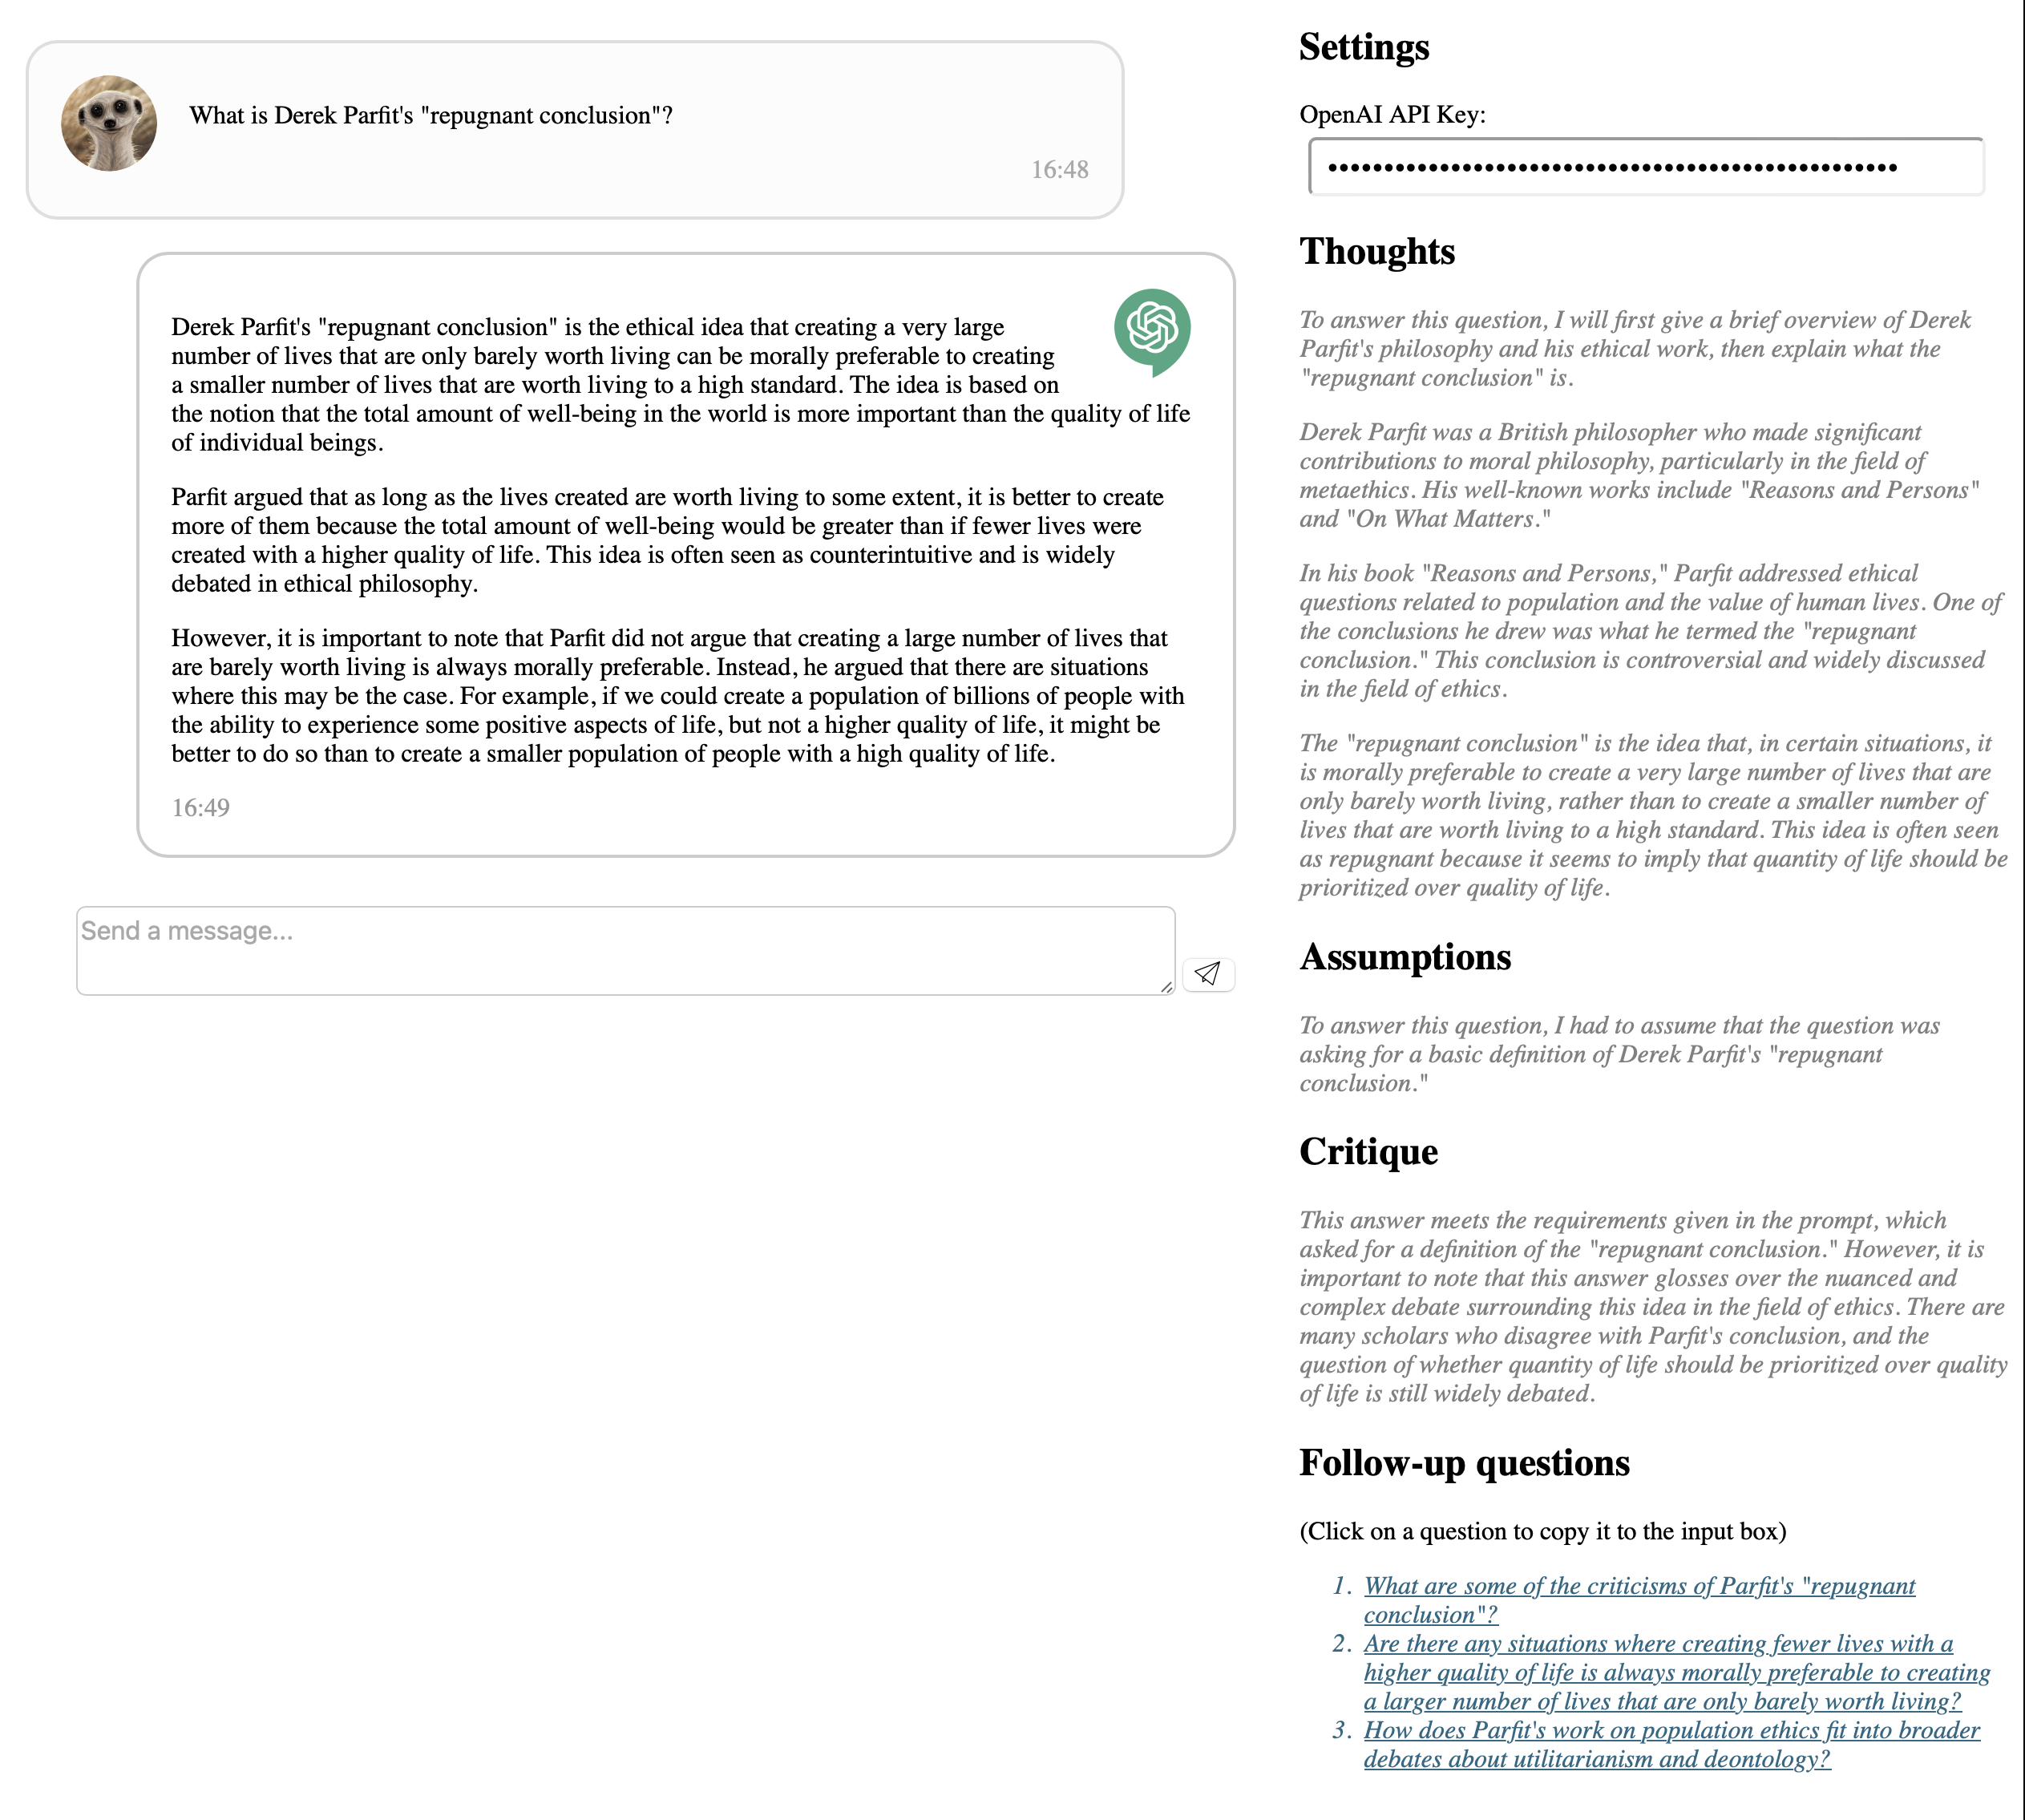 What is Derek Parfit's "repugnant conclusion"?
16:48
Derek Parfit's "repugnant conclusion" is the ethical idea that creating a very large
number of lives that are only barely worth living can be morally preferable to creating
a smaller number of lives that are worth living to a high standard. The idea is based on
the notion that the total amount of well-being in the world is more important than the quality of life
of individual beings.
Parfit argued that as long as the lives created are worth living to some extent, it is better to create
more of them because the total amount of well-being would be greater than if fewer lives were
created with a higher quality of life. This idea is often seen as counterintuitive and is widely
debated in ethical philosophy.
However, it is important to note that Parfit did not argue that creating a large number of lives that
are barely worth living is always morally preferable. Instead, he argued that there are situations
where this may be the case. For example, if we could create a population of billions of people with
the ability to experience some positive aspects of life, but not a higher quality of life, it might be
better to do so than to create a smaller population of people with a high quality of life.
16:49
Send a message...
Settings
OpenAI API Key:
Thoughts
To answer this question, I will first give a brief overview of Derek
Parfit's philosophy and his ethical work, then explain what the
"repugnant conclusion" is.
Derek Parfit was a British philosopher who made significant
contributions to moral philosophy, particularly in the field of
metaethics. His well-known works include "Reasons and Persons"
and "On What Matters."
In his book "Reasons and Persons," Parfit addressed ethical
questions related to population and the value of human lives. One of
the conclusions he drew was what he termed the "repugnant
conclusion." This conclusion is controversial and widely discussed
in the field of ethics.
The "repugnant conclusion" is the idea that, in certain situations, it
is morally preferable to create a very large number of lives that are
only barely worth living, rather than to create a smaller number of
lives that are worth living to a high standard. This idea is often seen
as repugnant because it seems to imply that quantity of life should be
prioritized over quality of life.
Assumptions
To answer this question, I had to assume that the question was
asking for a basic definition of Derek Parfit's "repugnant
conclusion."
Critique
This answer meets the requirements given in the prompt, which
asked for a definition of the "repugnant conclusion." However, it is
important to note that this answer glosses over the nuanced and
complex debate surrounding this idea in the field of ethics. There are
many scholars who disagree with Parfit's conclusion, and the
question of whether quantity of life should be prioritized over quality
of life is still widely debated.
Follow-up questions
(Click on a question to copy it to the input box)
1. What are some of the criticisms of Parfit's "repugnant
conclusion"?
2. Are there any situations where creating fewer lives with a
higher quality of life is always morally preferable to creating
a larger number of lives that are only barely worth living?
3. How does Parfit's work on population ethics fit into broader
debates about utilitarianism and deontology?